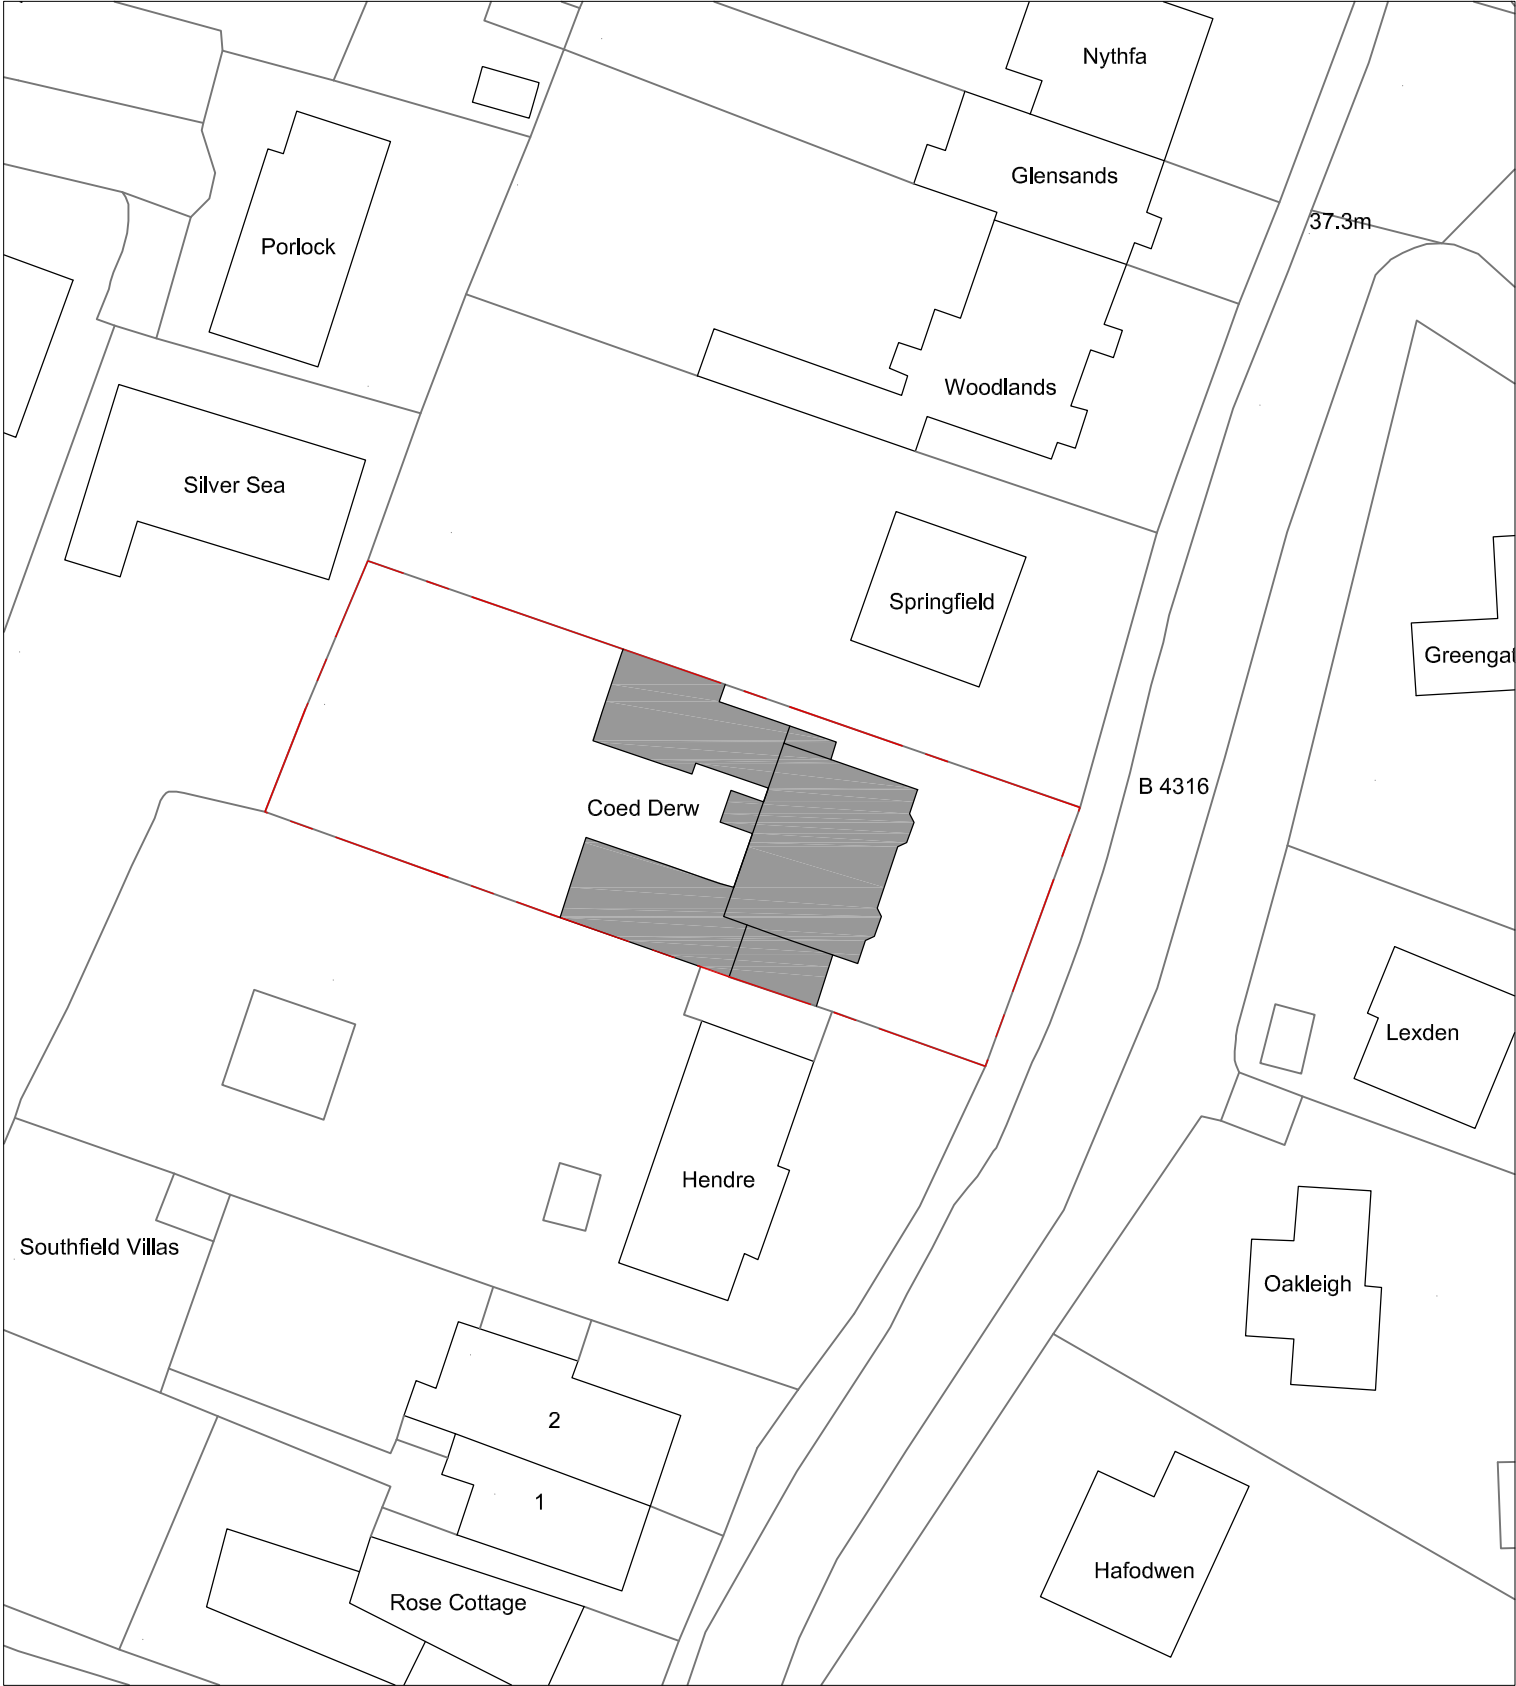 Nythfa
Glensands
37.3m
Porlock
Woodlands
Silver Sea
Springfield
Greengat
B 4316
Coed Derw
Lexden
Hendre
Southfield Villas
Oakleigh
2
1
Hafodwen
Rose Cottage